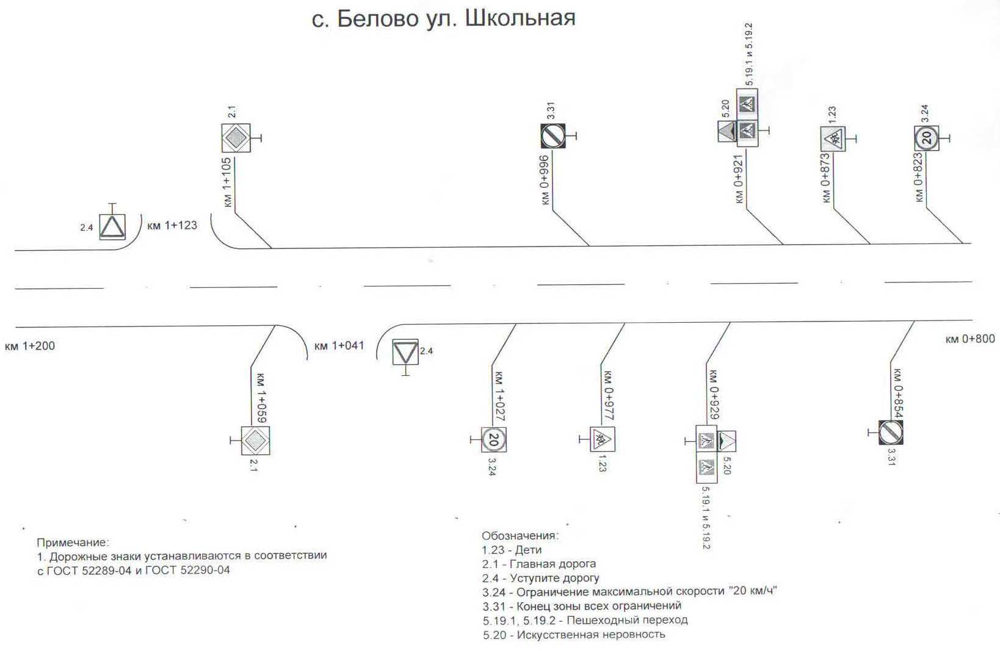 с. Белово ул. Школьная
5.19.1 и 5.19.2
2.1
3.31
5.20
1.23
3.24
20
км 1+105
км 0+996
км 0+921
км 0+873
км 0+823
2.4
км 1+123
км 1+200
км 1+041
2.4
км 0+800
км 1+059
км 1+027
км 0+977
км 0+929
км 0+854
20
2.1
3.24
1.23
5.20
3.31
5.19.1 и 5.19.2
Примечание:
1. Дорожные знаки устанавливаются в соответствии
с ГОСТ 52289-04 и ГОСТ 52290-04
Обозначения:
1.23 - Дети
2.1 - Главная дорога
2.4 - Уступите дорогу
3.24 - Ограничение максимальной скорости "20 км/ч"
3.31 - Конец зоны всех ограничений
5.19.1, 5.19.2 - Пешеходный переход
5.20 - Искусственная неровность